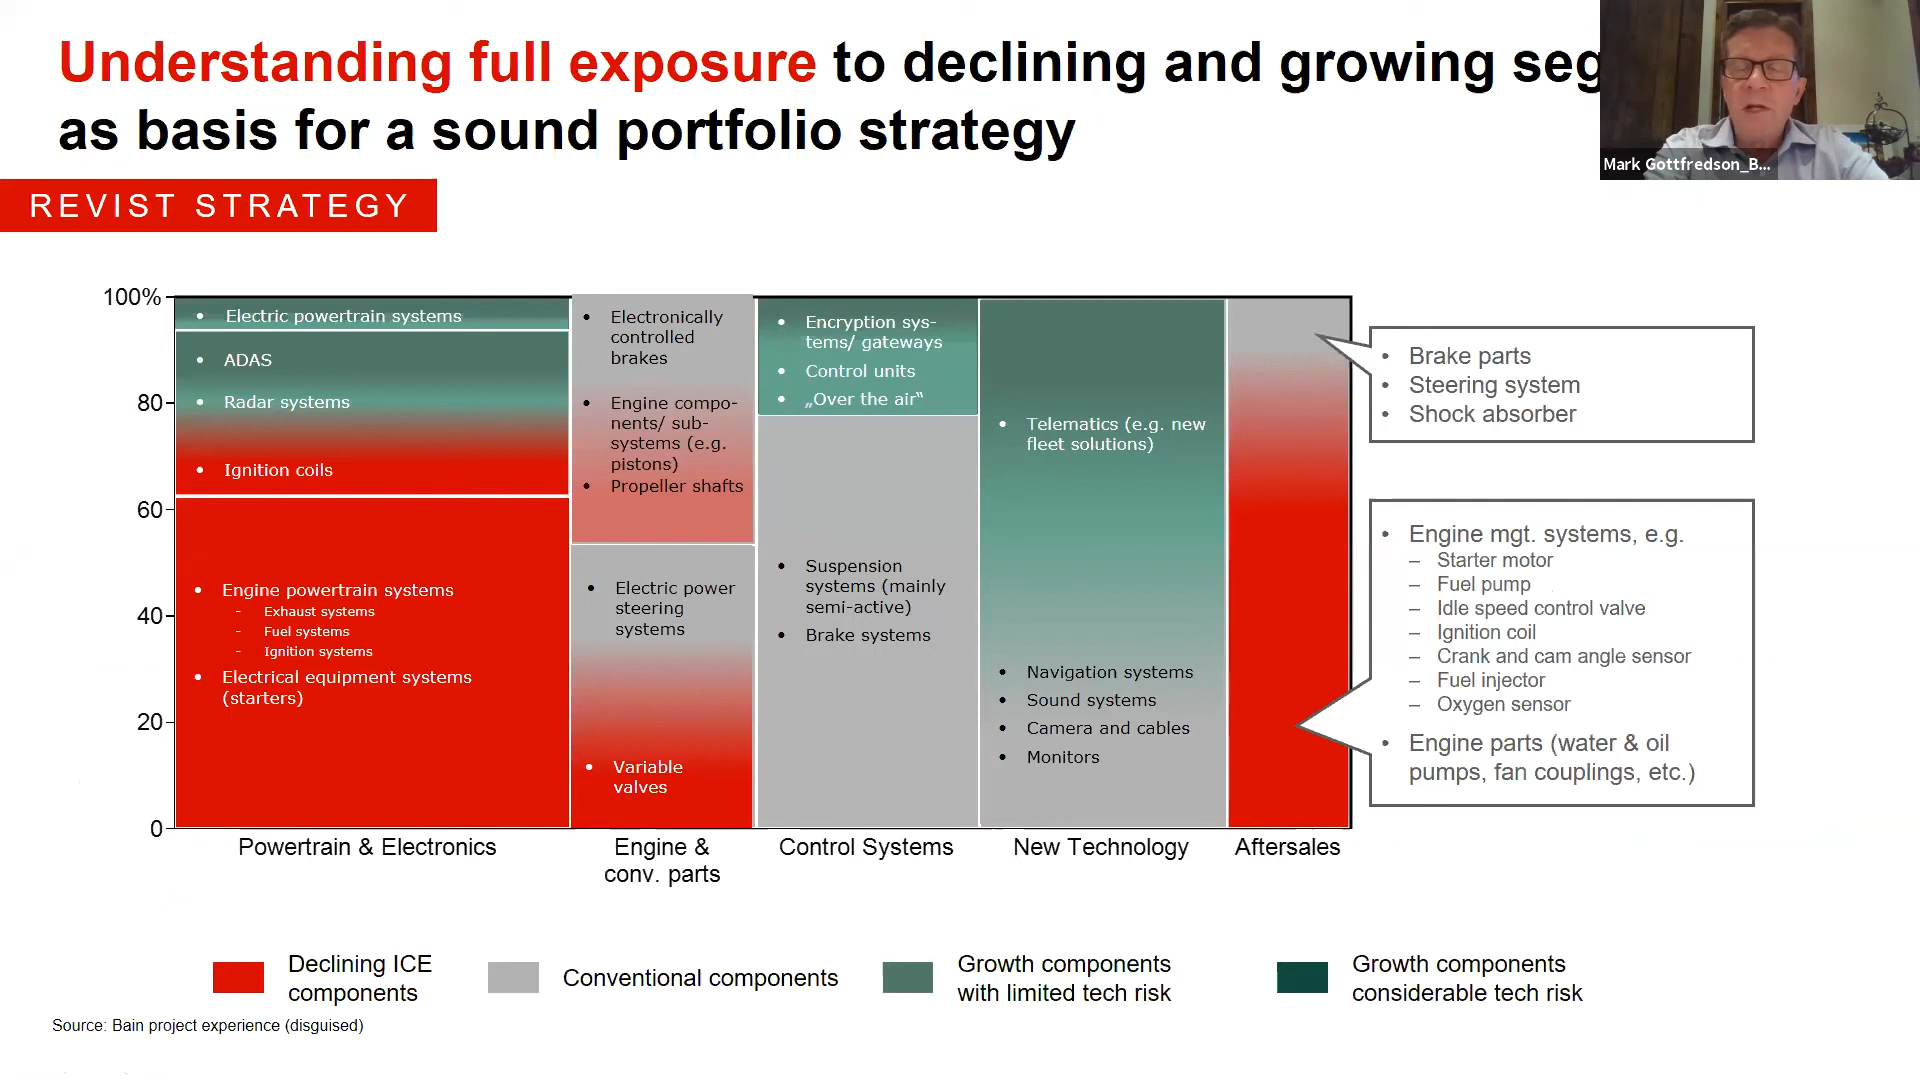 Understanding full exposure to declining and growing seg
as basis for a sound portfolio strategy
Mark Gottfredson_B...
REVIST STRATEGY
100%
80
60
40
20
0
• Electric powertrain systems
• ADAS
• Radar systems
• Ignition coils
• Engine powertrain systems
- Exhaust systems
- Fuel systems
- Ignition systems
• Electrical equipment systems
(starters)
• Electronically
controlled
brakes
• Engine compo-
nents/ sub-
systems (e.g.
pistons)
• Propeller shafts
• Electric power
steering
systems
• Variable
valves
• Encryption sys-
tems/ gateways
• Control units
• „Over the air“
• Suspension
systems (mainly
semi-active)
• Brake systems
• Telematics (e.g. new
fleet solutions)
• Navigation systems
• Sound systems
• Camera and cables
• Monitors
• Brake parts
• Steering system
• Shock absorber
• Engine mgt. systems, e.g.
– Starter motor
– Fuel pump
– Idle speed control valve
– Ignition coil
– Crank and cam angle sensor
– Fuel injector
– Oxygen sensor
• Engine parts (water & oil
pumps, fan couplings, etc.)
Powertrain & Electronics
Engine &
conv. parts
Control Systems
New Technology
Aftersales
Declining ICE
components
Conventional components
Growth components
with limited tech risk
Growth components
considerable tech risk
Source: Bain project experience (disguised)